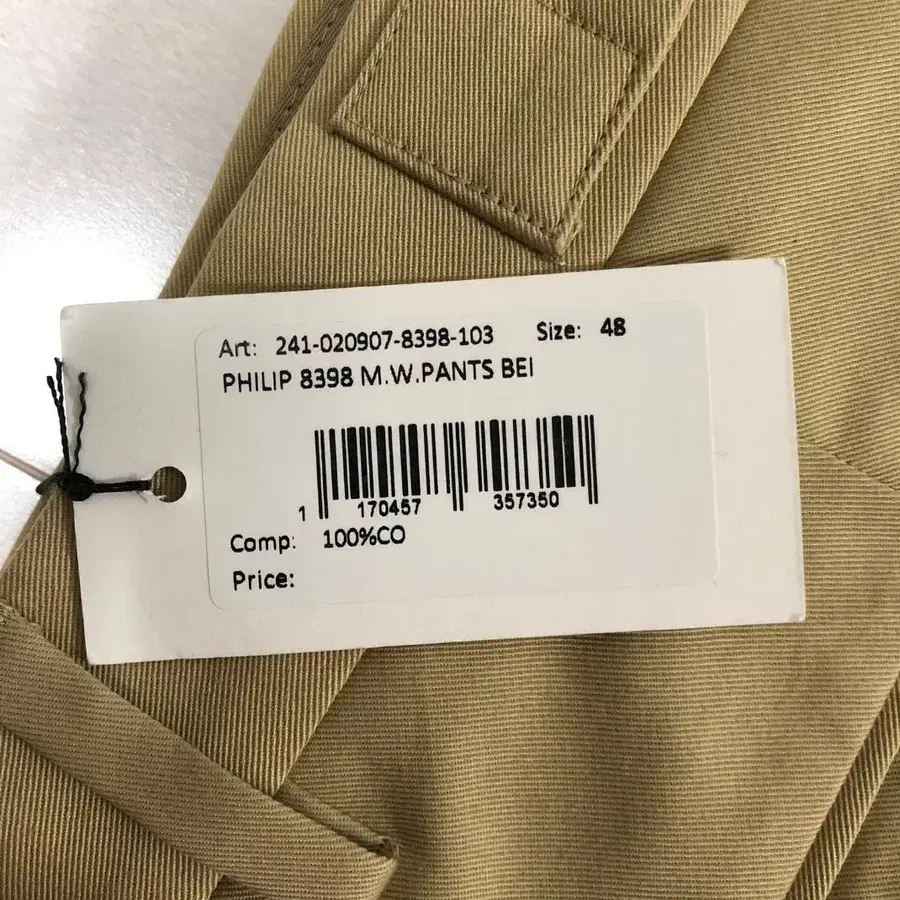 Art: 241-020907-8398-103 Size: 48
PHILIP 8398 M.W.PANTS BEI
1 170457 357350
Comp: 100%CO
Price: